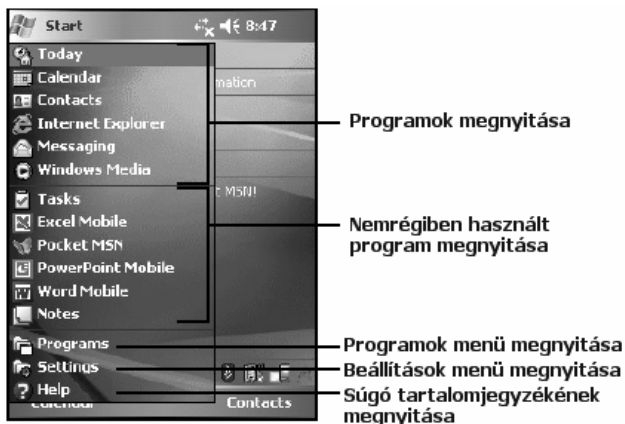 Start 8:47
Today
Calendar
mation
Contacts
Internet Explorer
Messaging
Windows Media
Programok megnyitása
Tasks
t MSN!
Excel Mobile
Pocket MSN
PowerPoint Mobile
Word Mobile
Notes
Nemrégiben használt
program megnyitása
Programs
Programok menü megnyitása
Settings
Beállítások menü megnyitása
Help
Súgó tartalomjegyzékének
megnyitása
Calendar Contacts